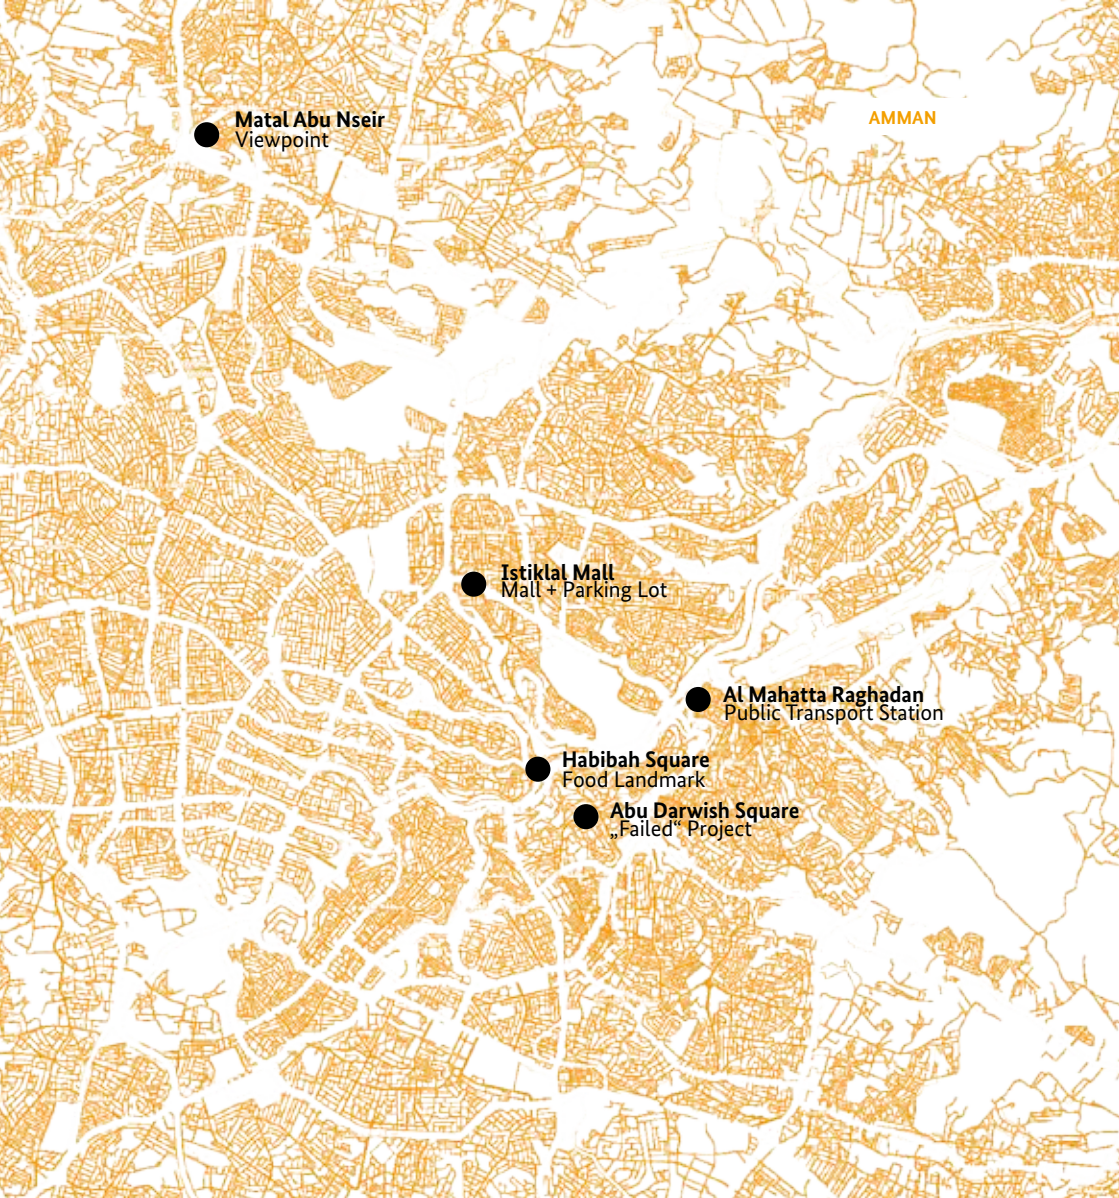 Matal Abu Nseir
Viewpoint
AMMAN
Istiklal Mall
Mall + Parking Lot
Al Mahatta Raghadan
Public Transport Station
Habibah Square
Food Landmark
Abu Darwish Square
„Failed“ Project